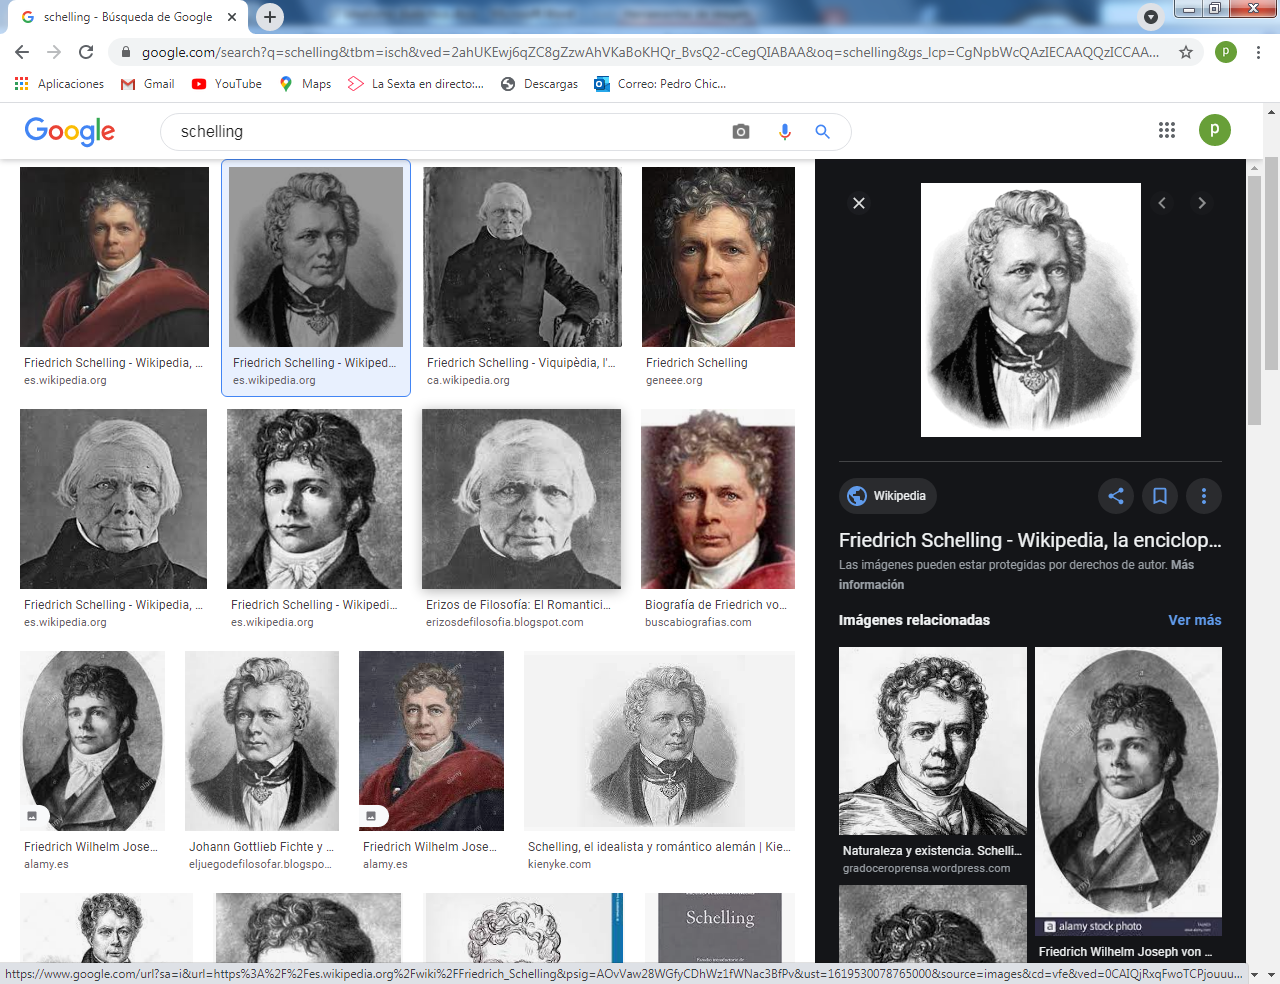 schelling - Búsqueda de Google
google.com/search?q=schelling&tbm=isch&ved=2ahUKEwj6qZC8gZzwAhVKaBoKHQr_BvsQ2-cCegQIABAA&oq=schelling&gs_lcp=CgNpbWcQAzIECAAQQzICCAA...
P
Aplicaciones
Gmail
YouTube
Maps
La Sexta en directo:...
Descargas
Correo: Pedro Chic...
Google
schelling
p
Friedrich Schelling - Wikipedia, ...
es.wikipedia.org
Friedrich Schelling - Wikiped...
es.wikipedia.org
Friedrich Schelling - Viquipèdia, l'...
ca.wikipedia.org
Friedrich Schelling
geneee.org
Friedrich Schelling - Wikipedia, ...
es.wikipedia.org
Friedrich Schelling - Wikipedi...
es.wikipedia.org
Erizos de Filosofía: El Romantici...
erizosdefilosofia.blogspot.com
Biografía de Friedrich vo...
buscabiografias.com
Friedrich Wilhelm Jose...
alamy.es
Johann Gottlieb Fichte y ...
eljuegodefilosofar.blogspo...
Friedrich Wilhelm Jose...
alamy.es
Schelling, el idealista y romántico alemán | Kie...
kienyke.com
Schelling
Wikipedia
Friedrich Schelling - Wikipedia, la enciclop...
Las imágenes pueden estar protegidas por derechos de autor. Más
información
Imágenes relacionadas
Ver más
Naturaleza y existencia. Schelli...
gradoceroprensa.wordpress.com
a alamy stock photo
Friedrich Wilhelm Joseph von ...
https://www.google.com/url?sa=i&url=https%3A%2F%2Fes.wikipedia.org%2Fwiki%2FFriedrich_Schelling&psig=AOvVaw28WGfyCDhWz1fWNac3BfPv&ust=1619530078765000&source=images&cd=vfe&ved=0CAIQjRxqFwoTCPjouuu...